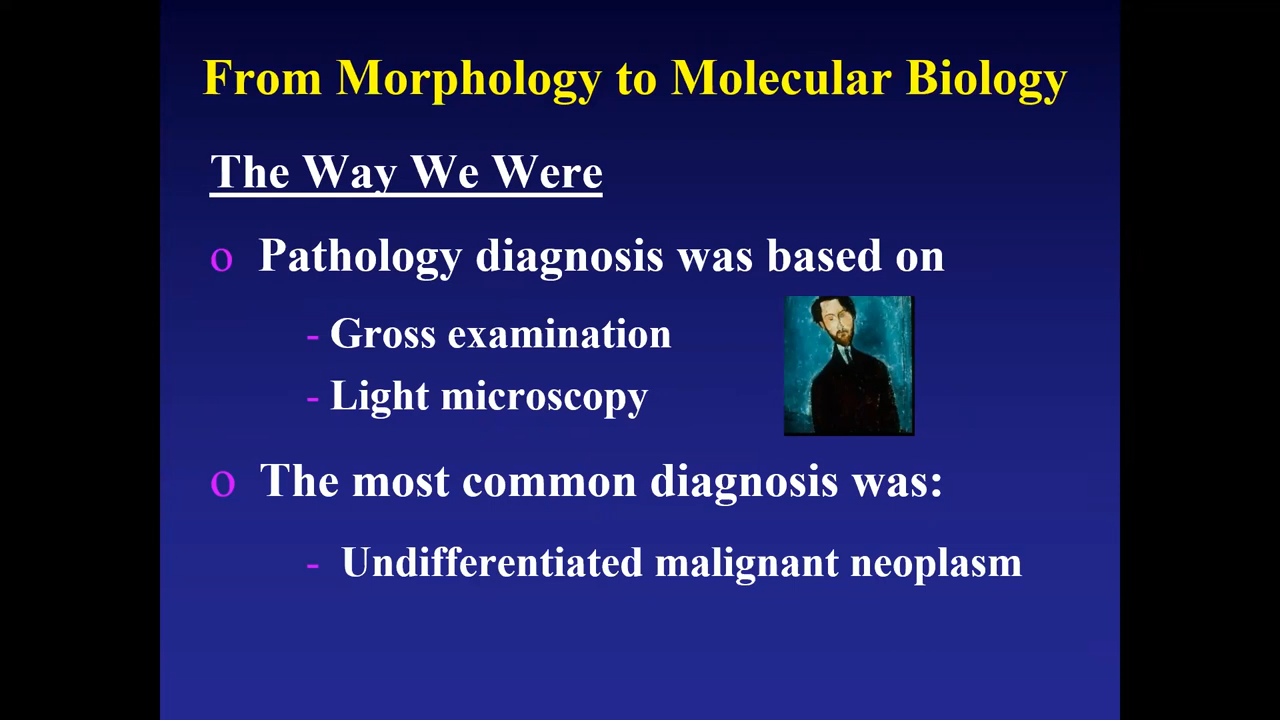 From Morphology to Molecular Biology
The Way We Were
o Pathology diagnosis was based on
- Gross examination
- Light microscopy
o The most common diagnosis was:
- Undifferentiated malignant neoplasm